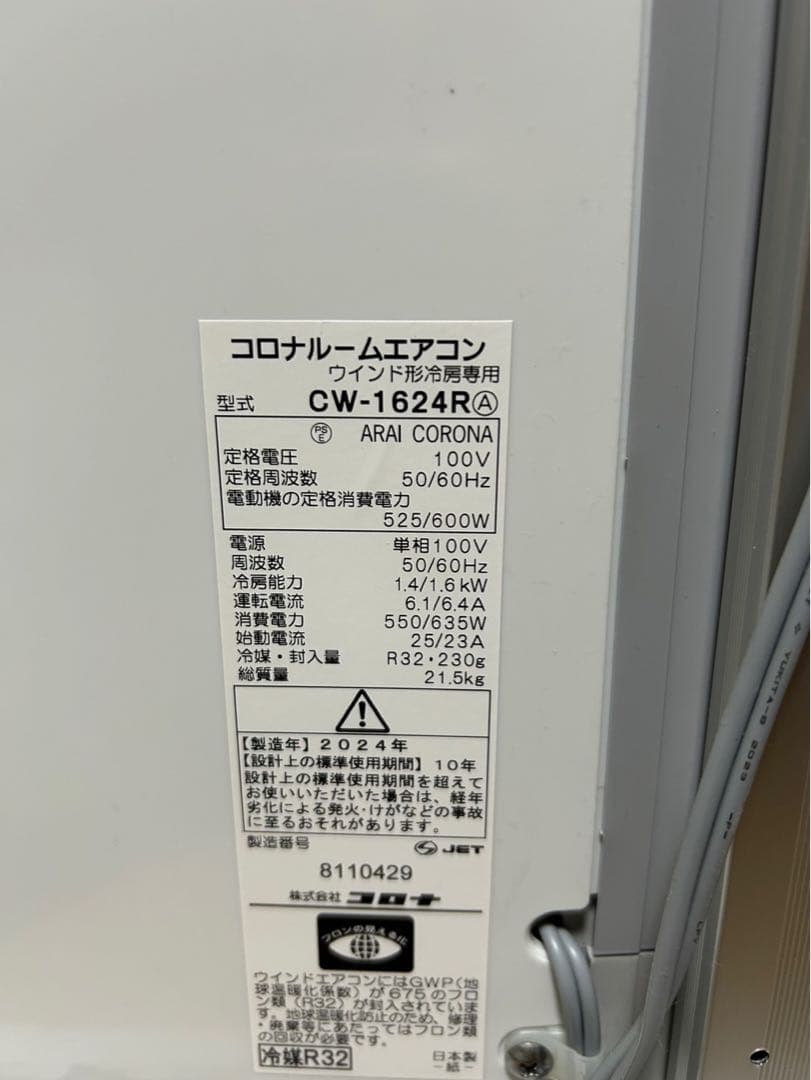 コロナルームエアコン
ウインド形冷房専用
型式 CW-1624RⒶ
PS E ARAI CORONA
定格電圧 100V
定格周波数 50/60Hz
電動機の定格消費電力
525/600W
電源 単相100V
周波数 50/60Hz
冷房能力 1.4/1.6kW
運転電流 6.1/6.4A
消費電力 550/635W
始動電流 25/23A
冷媒・封入量 R32・230g
総質量 21.5kg
【製造年】2024年
【設計上の標準使用期間】10年
設計上の標準使用期間を超えて
お使いいただいた場合は、経年
劣化による発火・けがなどの事故
に至るおそれがあります。
製造番号 JET
8110429
株式会社 コロナ
フロンの見える化
ウインドエアコンにはGWP(地
球温暖化係数)が675のフロ
ン類(R32)が封入されていま
す。地球温暖化防止のため、修理
・廃棄等にあたってはフロン類
の回収が必要です。
冷媒R32 日本製
-紙-
YUKITA-B 2023